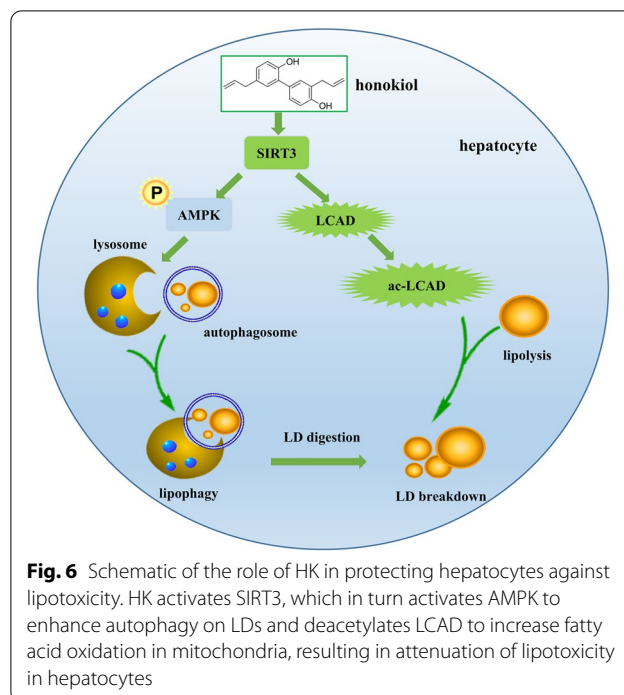 OH
OH
honokiol
hepatocyte
SIRT3
P
AMPK
LCAD
lysosome
ac-LCAD
autophagosome
lipolysis
LD digestion
lipophagy
LD breakdown
Fig. 6 Schematic of the role of HK in protecting hepatocytes against
lipotoxicity. HK activates SIRT3, which in turn activates AMPK to
enhance autophagy on LDs and deacetylates LCAD to increase fatty
acid oxidation in mitochondria, resulting in attenuation of lipotoxicity
in hepatocytes